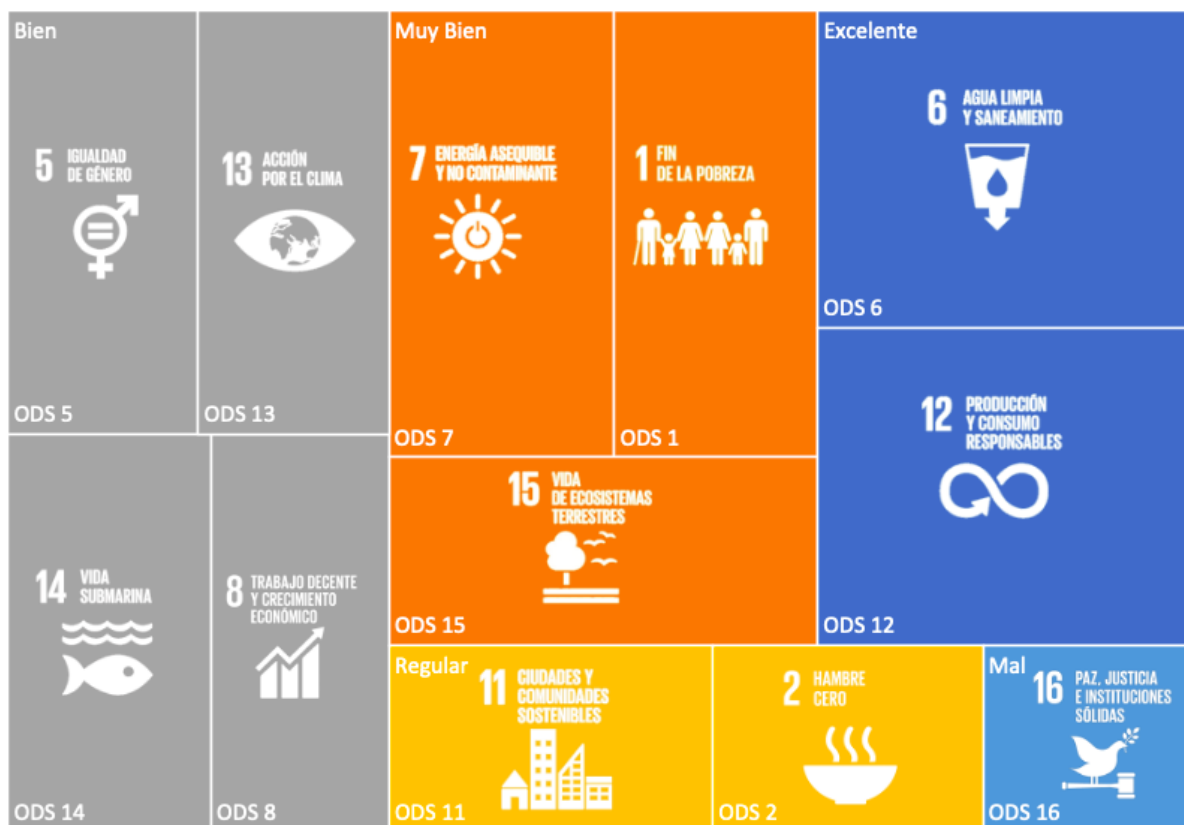 Bien
5 IGUALDAD
DE GÉNERO
ODS 5
13 ACCIÓN
POR EL CLIMA
ODS 13
14 VIDA
SUBMARINA
ODS 14
8 TRABAJO DECENTE
Y CRECIMIENTO
ECONÓMICO
ODS 8
Muy Bien
7 ENERGÍA ASEQUIBLE
Y NO CONTAMINANTE
ODS 7
1 FIN
DE LA POBREZA
ODS 1
15 VIDA
DE ECOSISTEMAS
TERRESTRES
ODS 15
Regular
11 CIUDADES Y
COMUNIDADES
SOSTENIBLES
ODS 11
2 HAMBRE
CERO
ODS 2
Excelente
6 AGUA LIMPIA
Y SANEAMIENTO
ODS 6
12 PRODUCCIÓN
Y CONSUMO
RESPONSABLES
ODS 12
Mal
16 PAZ, JUSTICIA
E INSTITUCIONES
SÓLIDAS
ODS 16